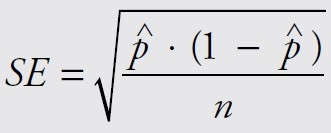 SE = √(p̂ · (1 − p̂) / n)